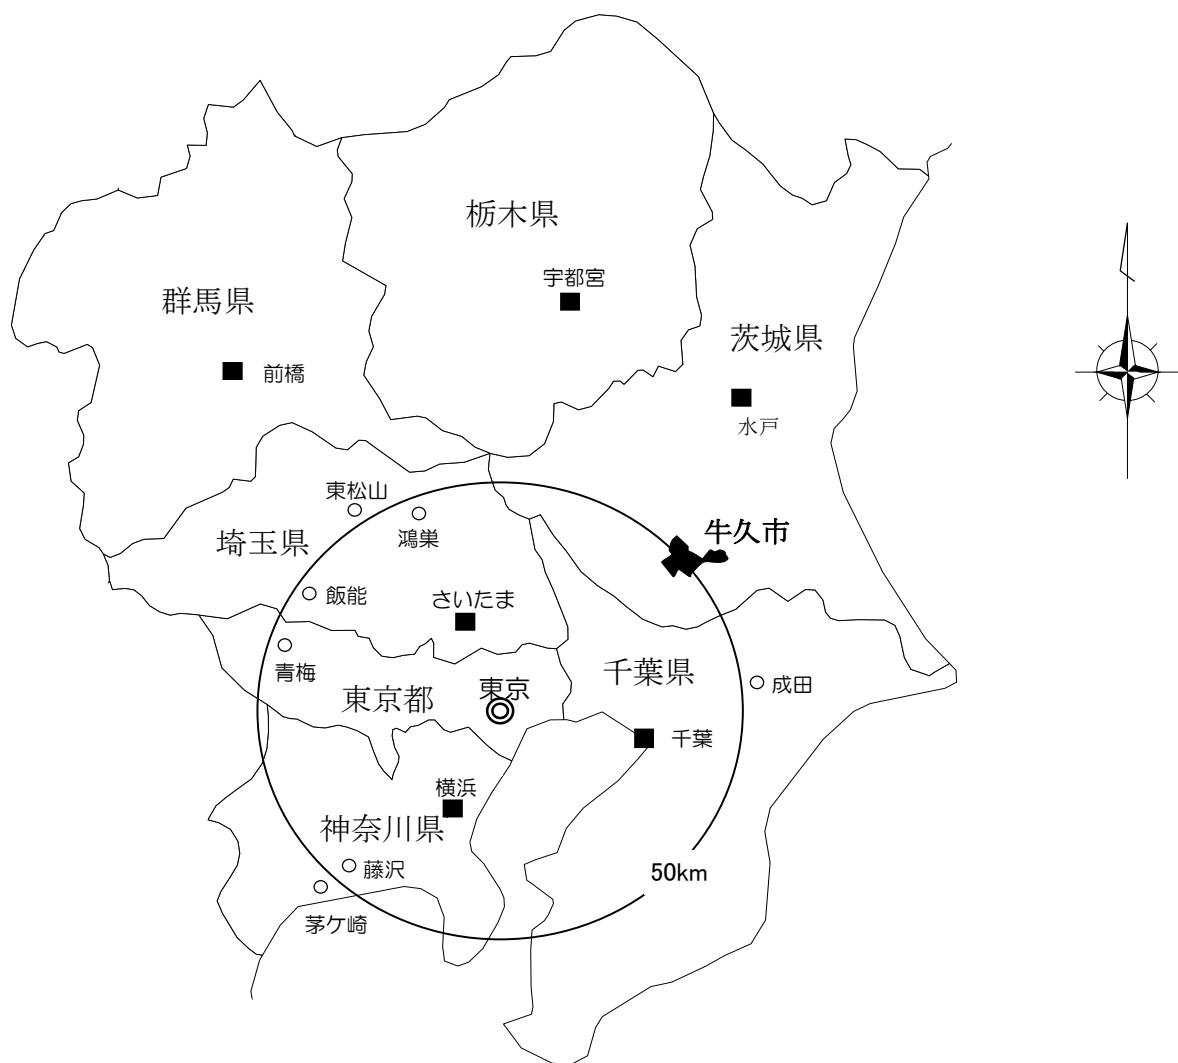 栃木県
宇都宮
群馬県
茨城県
前橋
水戸
東松山
鴻巣
牛久市
埼玉県
飯能
さいたま
青梅
千葉県
東京都
東京
成田
千葉
横浜
神奈川県
藤沢
50km
茅ケ崎